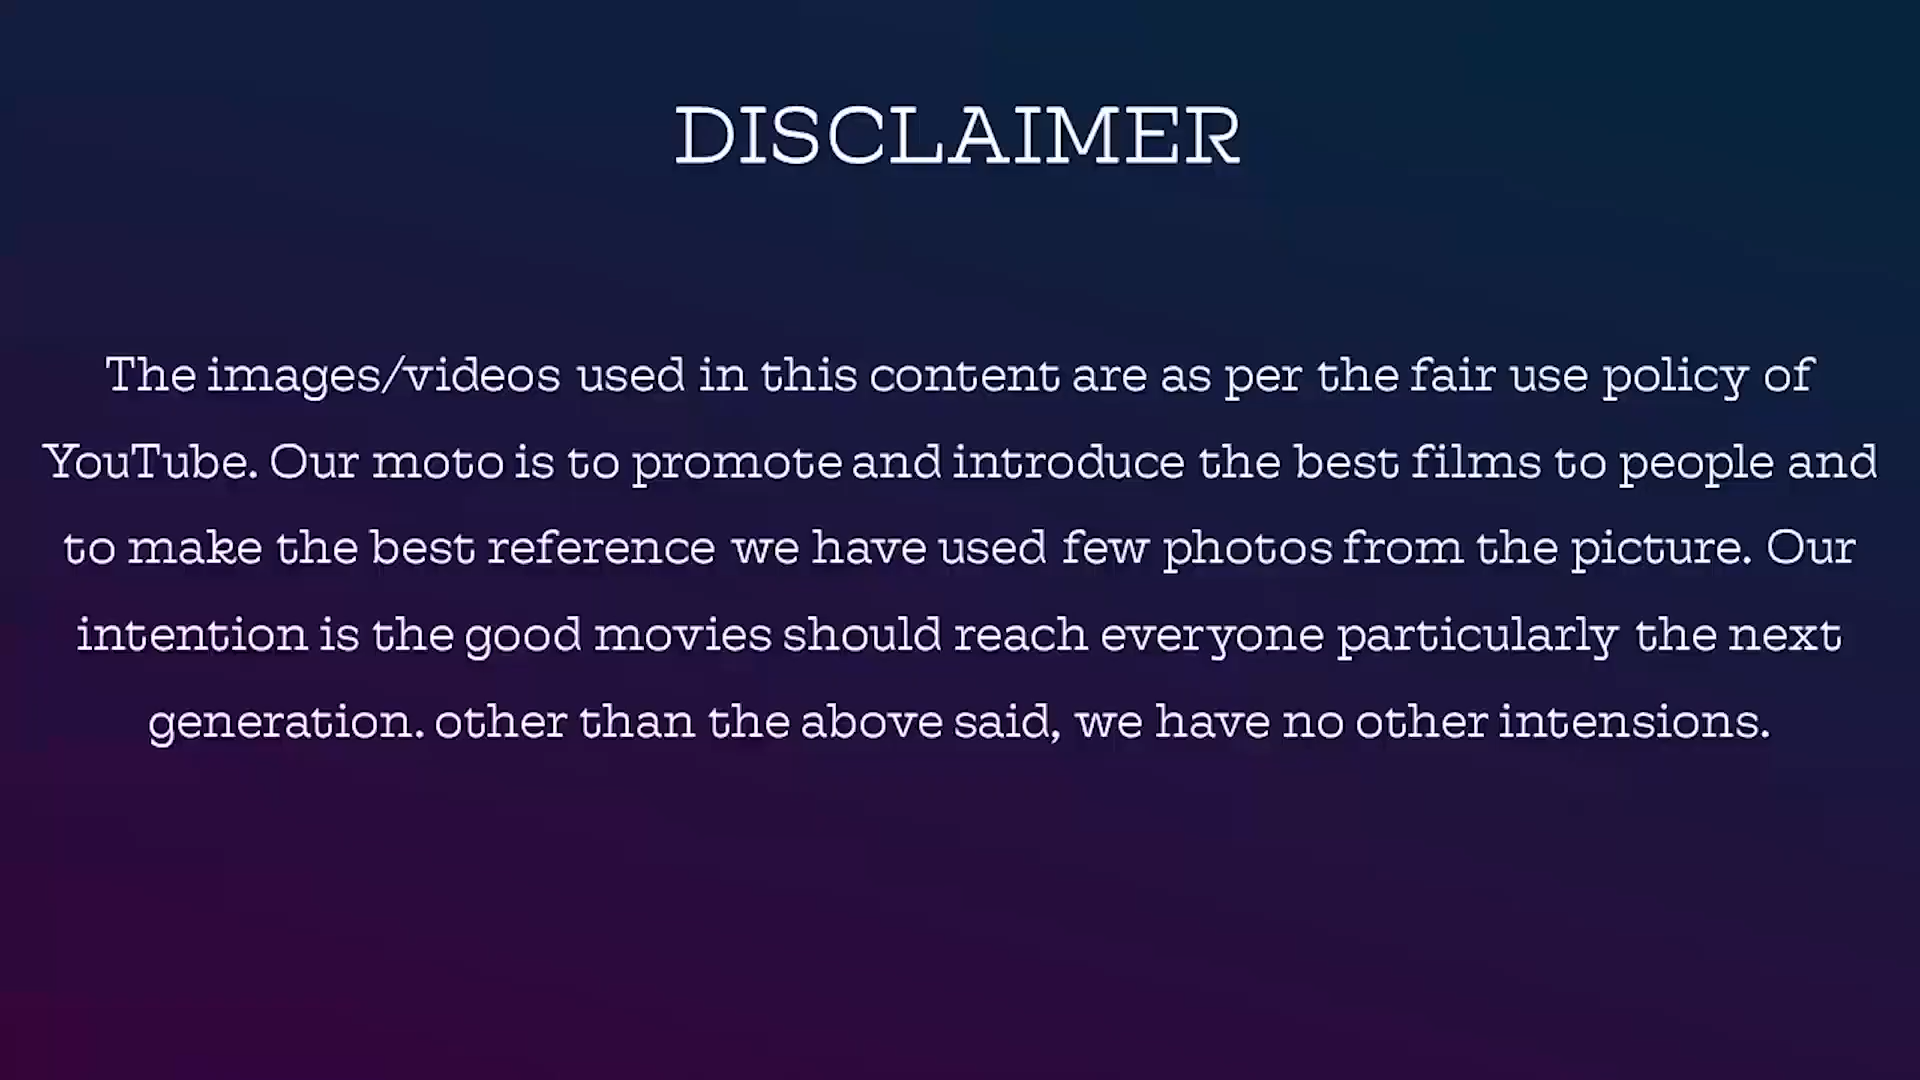 DISCLAIMER
The images/videos used in this content are as per the fair use policy of
YouTube. Our moto is to promote and introduce the best films to people and
to make the best reference we have used few photos from the picture. Our
intention is the good movies should reach everyone particularly the next
generation. other than the above said, we have no other intensions.